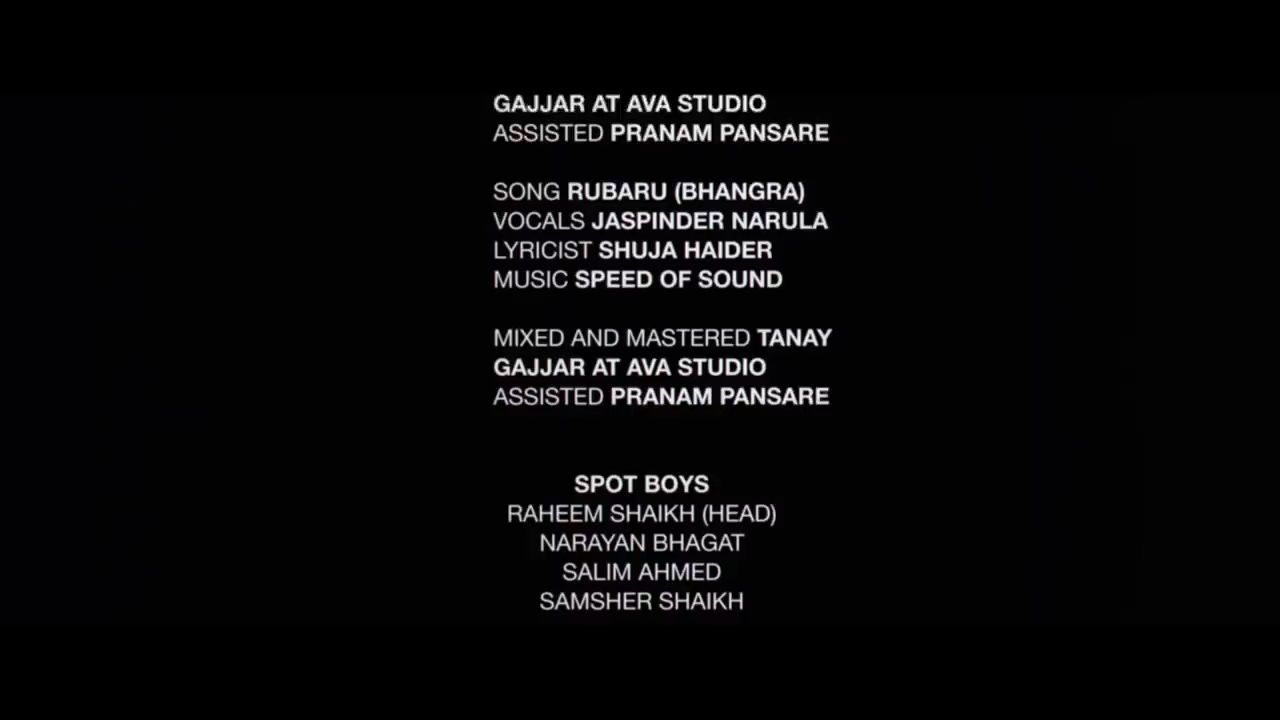 GAJJAR AT AVA STUDIO
ASSISTED PRANAM PANSARE
SONG RUBARU (BHANGRA)
VOCALS JASPINDER NARULA
LYRICIST SHUJA HAIDER
MUSIC SPEED OF SOUND
MIXED AND MASTERED TANAY
GAJJAR AT AVA STUDIO
ASSISTED PRANAM PANSARE
SPOT BOYS
RAHEEM SHAIKH (HEAD)
NARAYAN BHAGAT
SALIM AHMED
SAMSHER SHAIKH